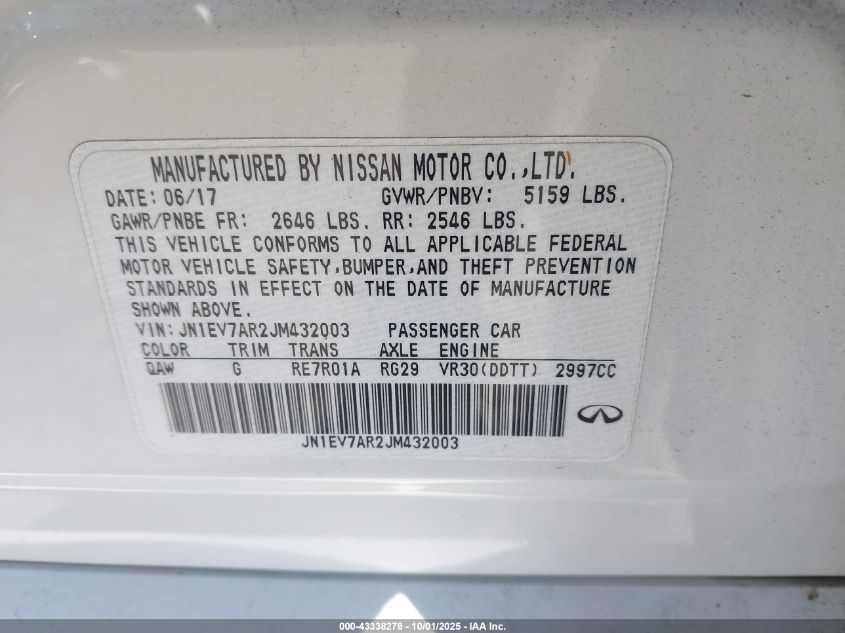 MANUFACTURED BY NISSAN MOTOR CO.,LTD.
DATE: 06/17 GVWR/PNBV: 5159 LBS.
GAWR/PNBE FR: 2646 LBS. RR: 2546 LBS.
THIS VEHICLE CONFORMS TO ALL APPLICABLE FEDERAL
MOTOR VEHICLE SAFETY,BUMPER,AND THEFT PREVENTION
STANDARDS IN EFFECT ON THE DATE OF MANUFACTURE
SHOWN ABOVE.
VIN: JN1EV7AR2JM432003 PASSENGER CAR
COLOR TRIM TRANS AXLE ENGINE
QAW G RE7R01A RG29 VR30(DDTT) 2997CC
JN1EV7AR2JM432003
000-43338278 - 10/01/2025 - IAA Inc.